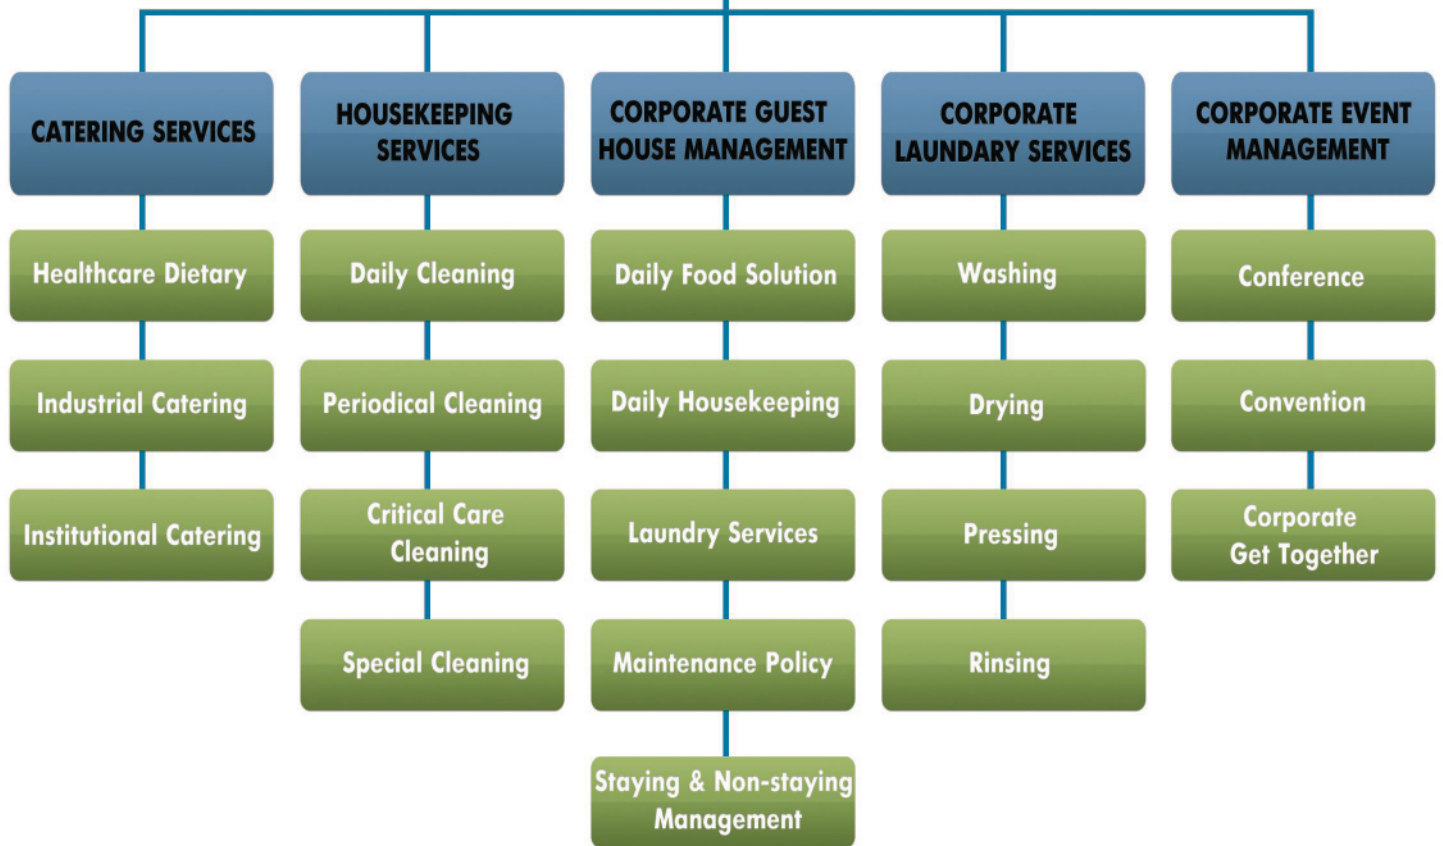 CATERING SERVICES
HOUSEKEEPING
SERVICES
CORPORATE GUEST
HOUSE MANAGEMENT
CORPORATE
LAUNDARY SERVICES
CORPORATE EVENT
MANAGEMENT
Healthcare Dietary
Daily Cleaning
Daily Food Solution
Washing
Conference
Industrial Catering
Periodical Cleaning
Daily Housekeeping
Drying
Convention
Institutional Catering
Critical Care
Cleaning
Laundry Services
Pressing
Corporate
Get Together
Special Cleaning
Maintenance Policy
Rinsing
Staying & Non-staying
Management